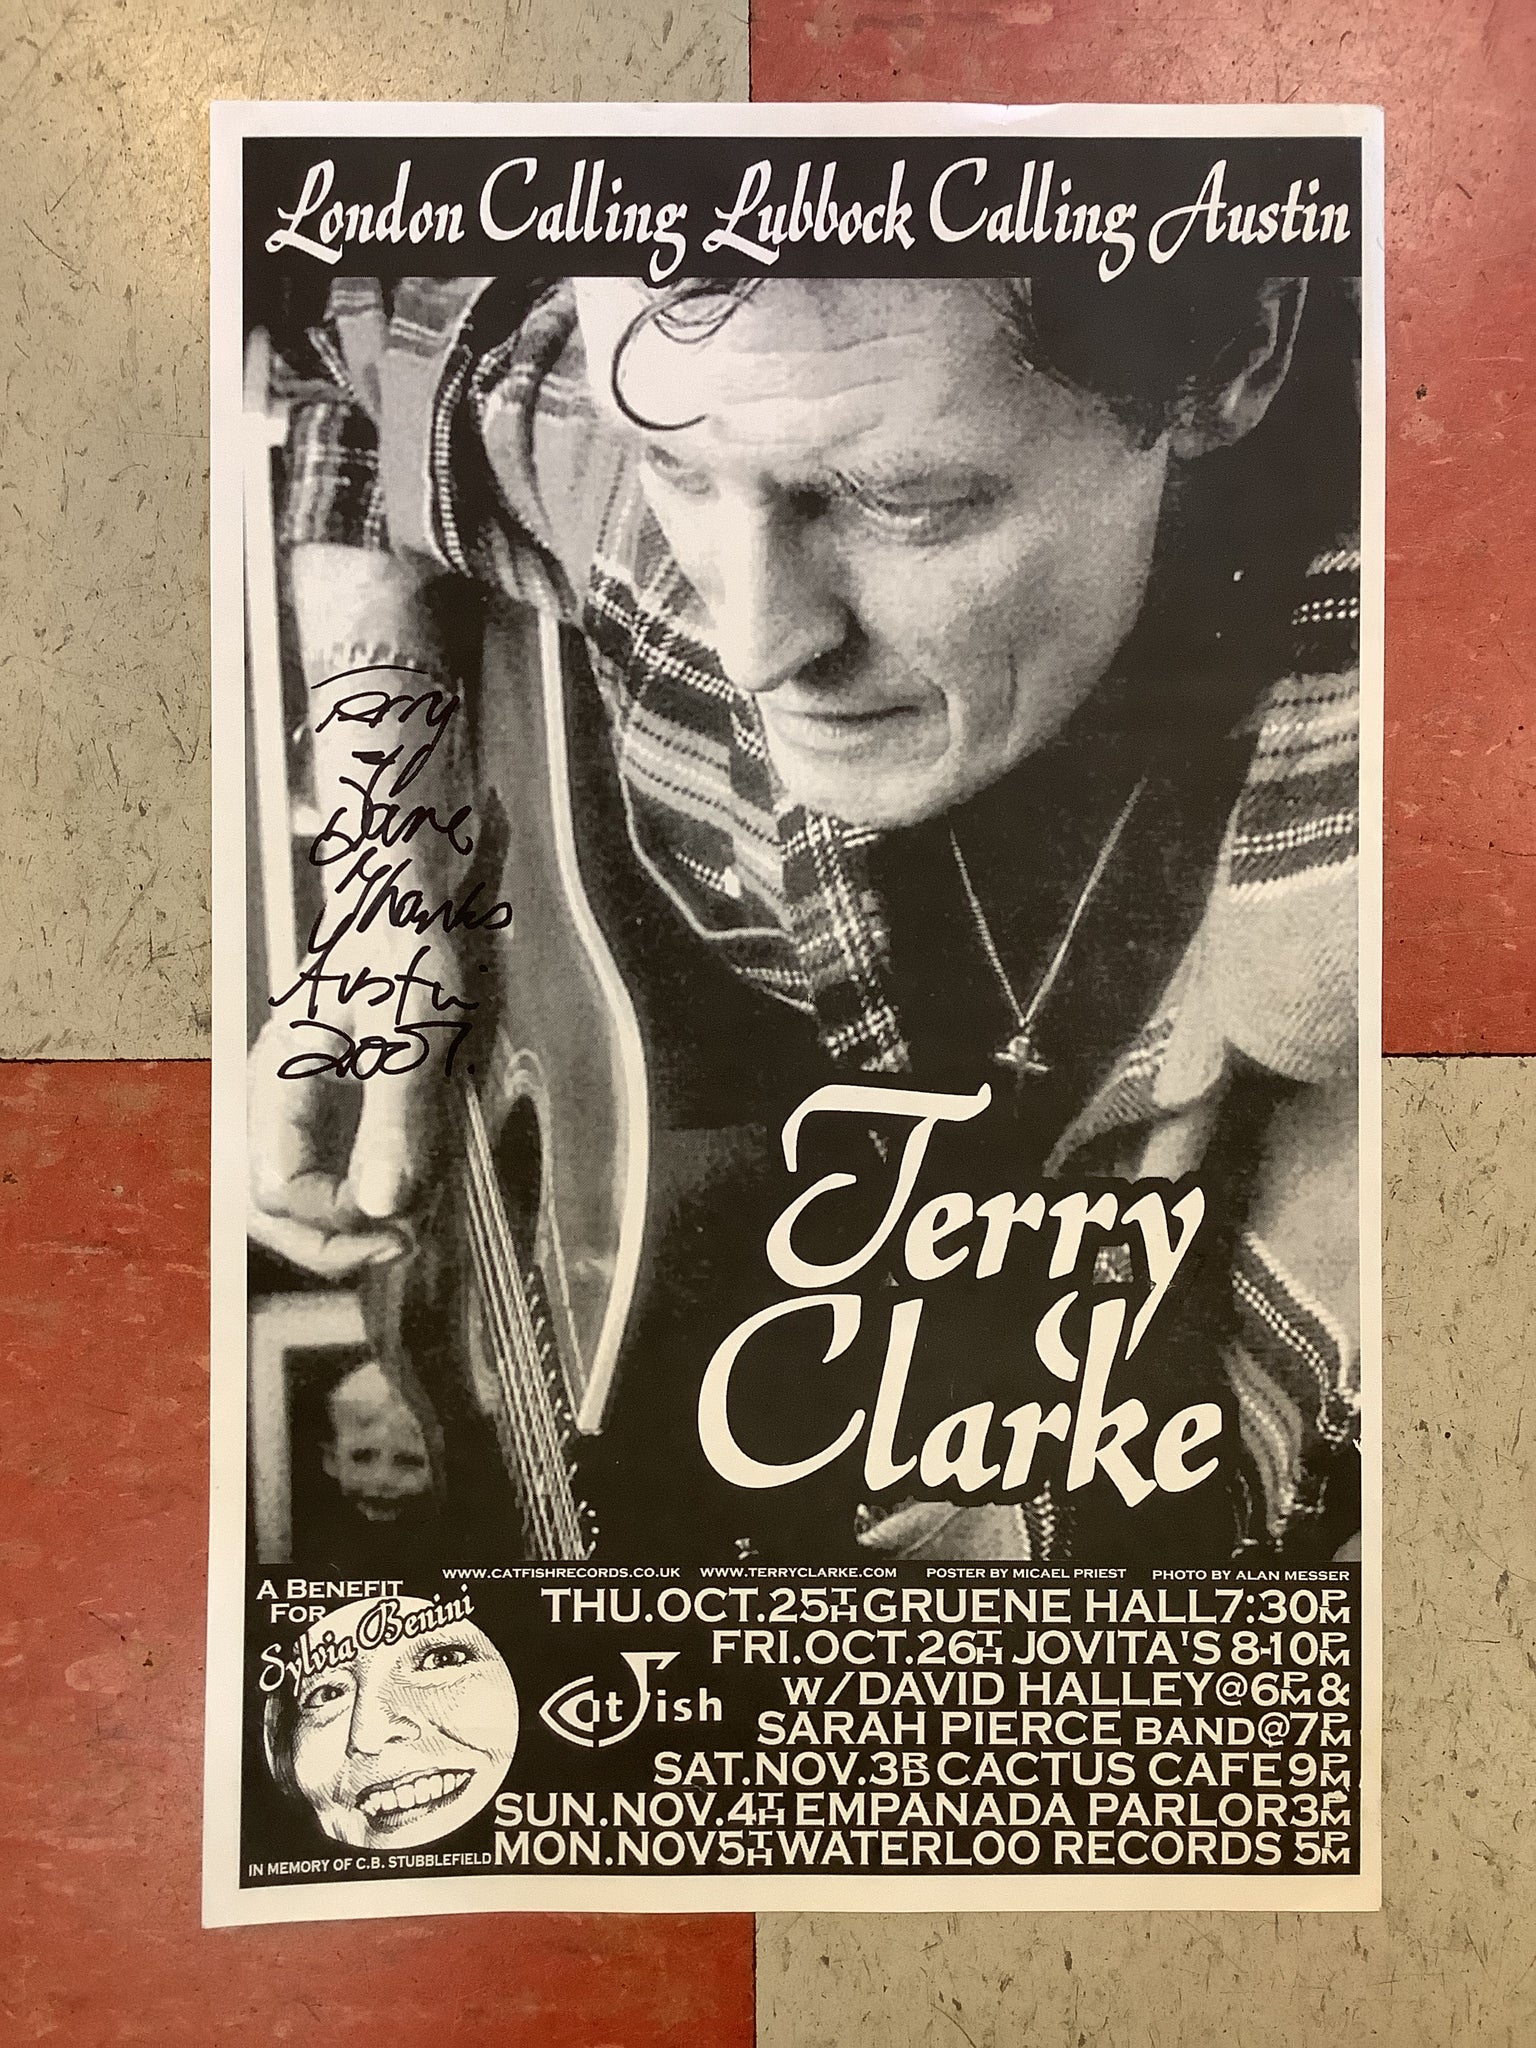 London Calling Lubbock Calling Austin
Terry
To
Jane
Thanks
Austin
2007.
Terry
Clarke
WWW.CATFISHRECORDS.CO.UK WWW.TERRYCLARKE.COM POSTER BY MICAEL PRIEST PHOTO BY ALAN MESSER
A BENEFIT
FOR
Sylvia Benini
IN MEMORY OF C.B. STUBBLEFIELD
CatFish
THU.OCT.25TH GRUENE HALL 7:30PM
FRI.OCT.26TH JOVITA'S 8-10PM
W/DAVID HALLEY@6PM &
SARAH PIERCE BAND@7PM
SAT.NOV.3RD CACTUS CAFE 9PM
SUN.NOV.4TH EMPANADA PARLOR 3PM
MON.NOV5TH WATERLOO RECORDS 5PM